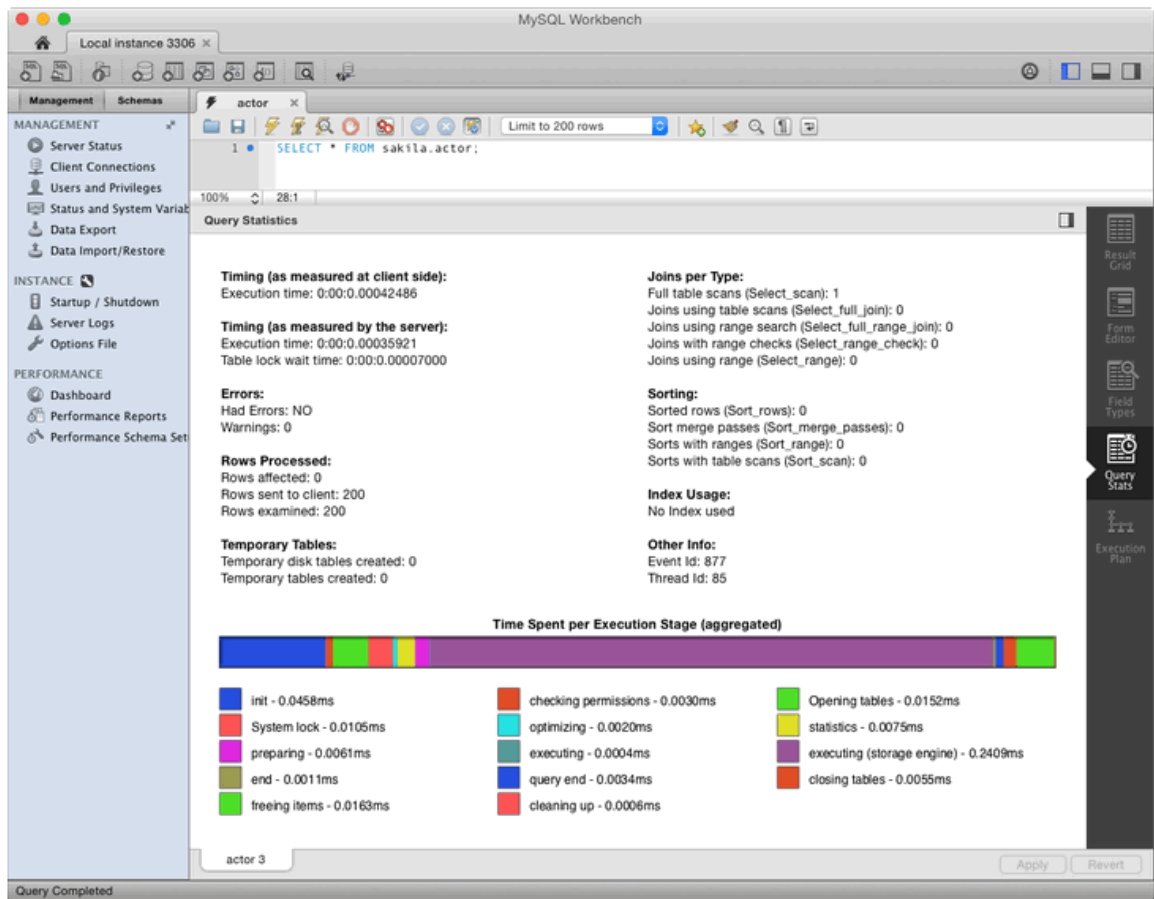 MySQL Workbench
Local instance 3306
Management Schemas
MANAGEMENT
Server Status
Client Connections
Users and Privileges
Status and System Variab
Data Export
Data Import/Restore
INSTANCE
Startup / Shutdown
Server Logs
Options File
PERFORMANCE
Dashboard
Performance Reports
Performance Schema Set
actor
Limit to 200 rows
1 SELECT * FROM sakila.actor;
100% 28:1
Query Statistics
Timing (as measured at client side):
Execution time: 0:00:0.00042486
Timing (as measured by the server):
Execution time: 0:00:0.00035921
Table lock wait time: 0:00:0.00007000
Errors:
Had Errors: NO
Warnings: 0
Rows Processed:
Rows affected: 0
Rows sent to client: 200
Rows examined: 200
Temporary Tables:
Temporary disk tables created: 0
Temporary tables created: 0
Joins per Type:
Full table scans (Select_scan): 1
Joins using table scans (Select_full_join): 0
Joins using range search (Select_full_range_join): 0
Joins with range checks (Select_range_check): 0
Joins using range (Select_range): 0
Sorting:
Sorted rows (Sort_rows): 0
Sort merge passes (Sort_merge_passes): 0
Sorts with ranges (Sort_range): 0
Sorts with table scans (Sort_scan): 0
Index Usage:
No Index used
Other Info:
Event Id: 877
Thread Id: 85
Time Spent per Execution Stage (aggregated)
init - 0.0458ms
checking permissions - 0.0030ms
Opening tables - 0.0152ms
System lock - 0.0105ms
optimizing - 0.0020ms
statistics - 0.0075ms
preparing - 0.0061ms
executing - 0.0004ms
executing (storage engine) - 0.2409ms
end - 0.0011ms
query end - 0.0034ms
closing tables - 0.0055ms
freeing items - 0.0163ms
cleaning up - 0.0006ms
Result
Grid
Form
Editor
Field
Types
Query
Stats
Execution
Plan
actor 3
Apply
Revert
Query Completed